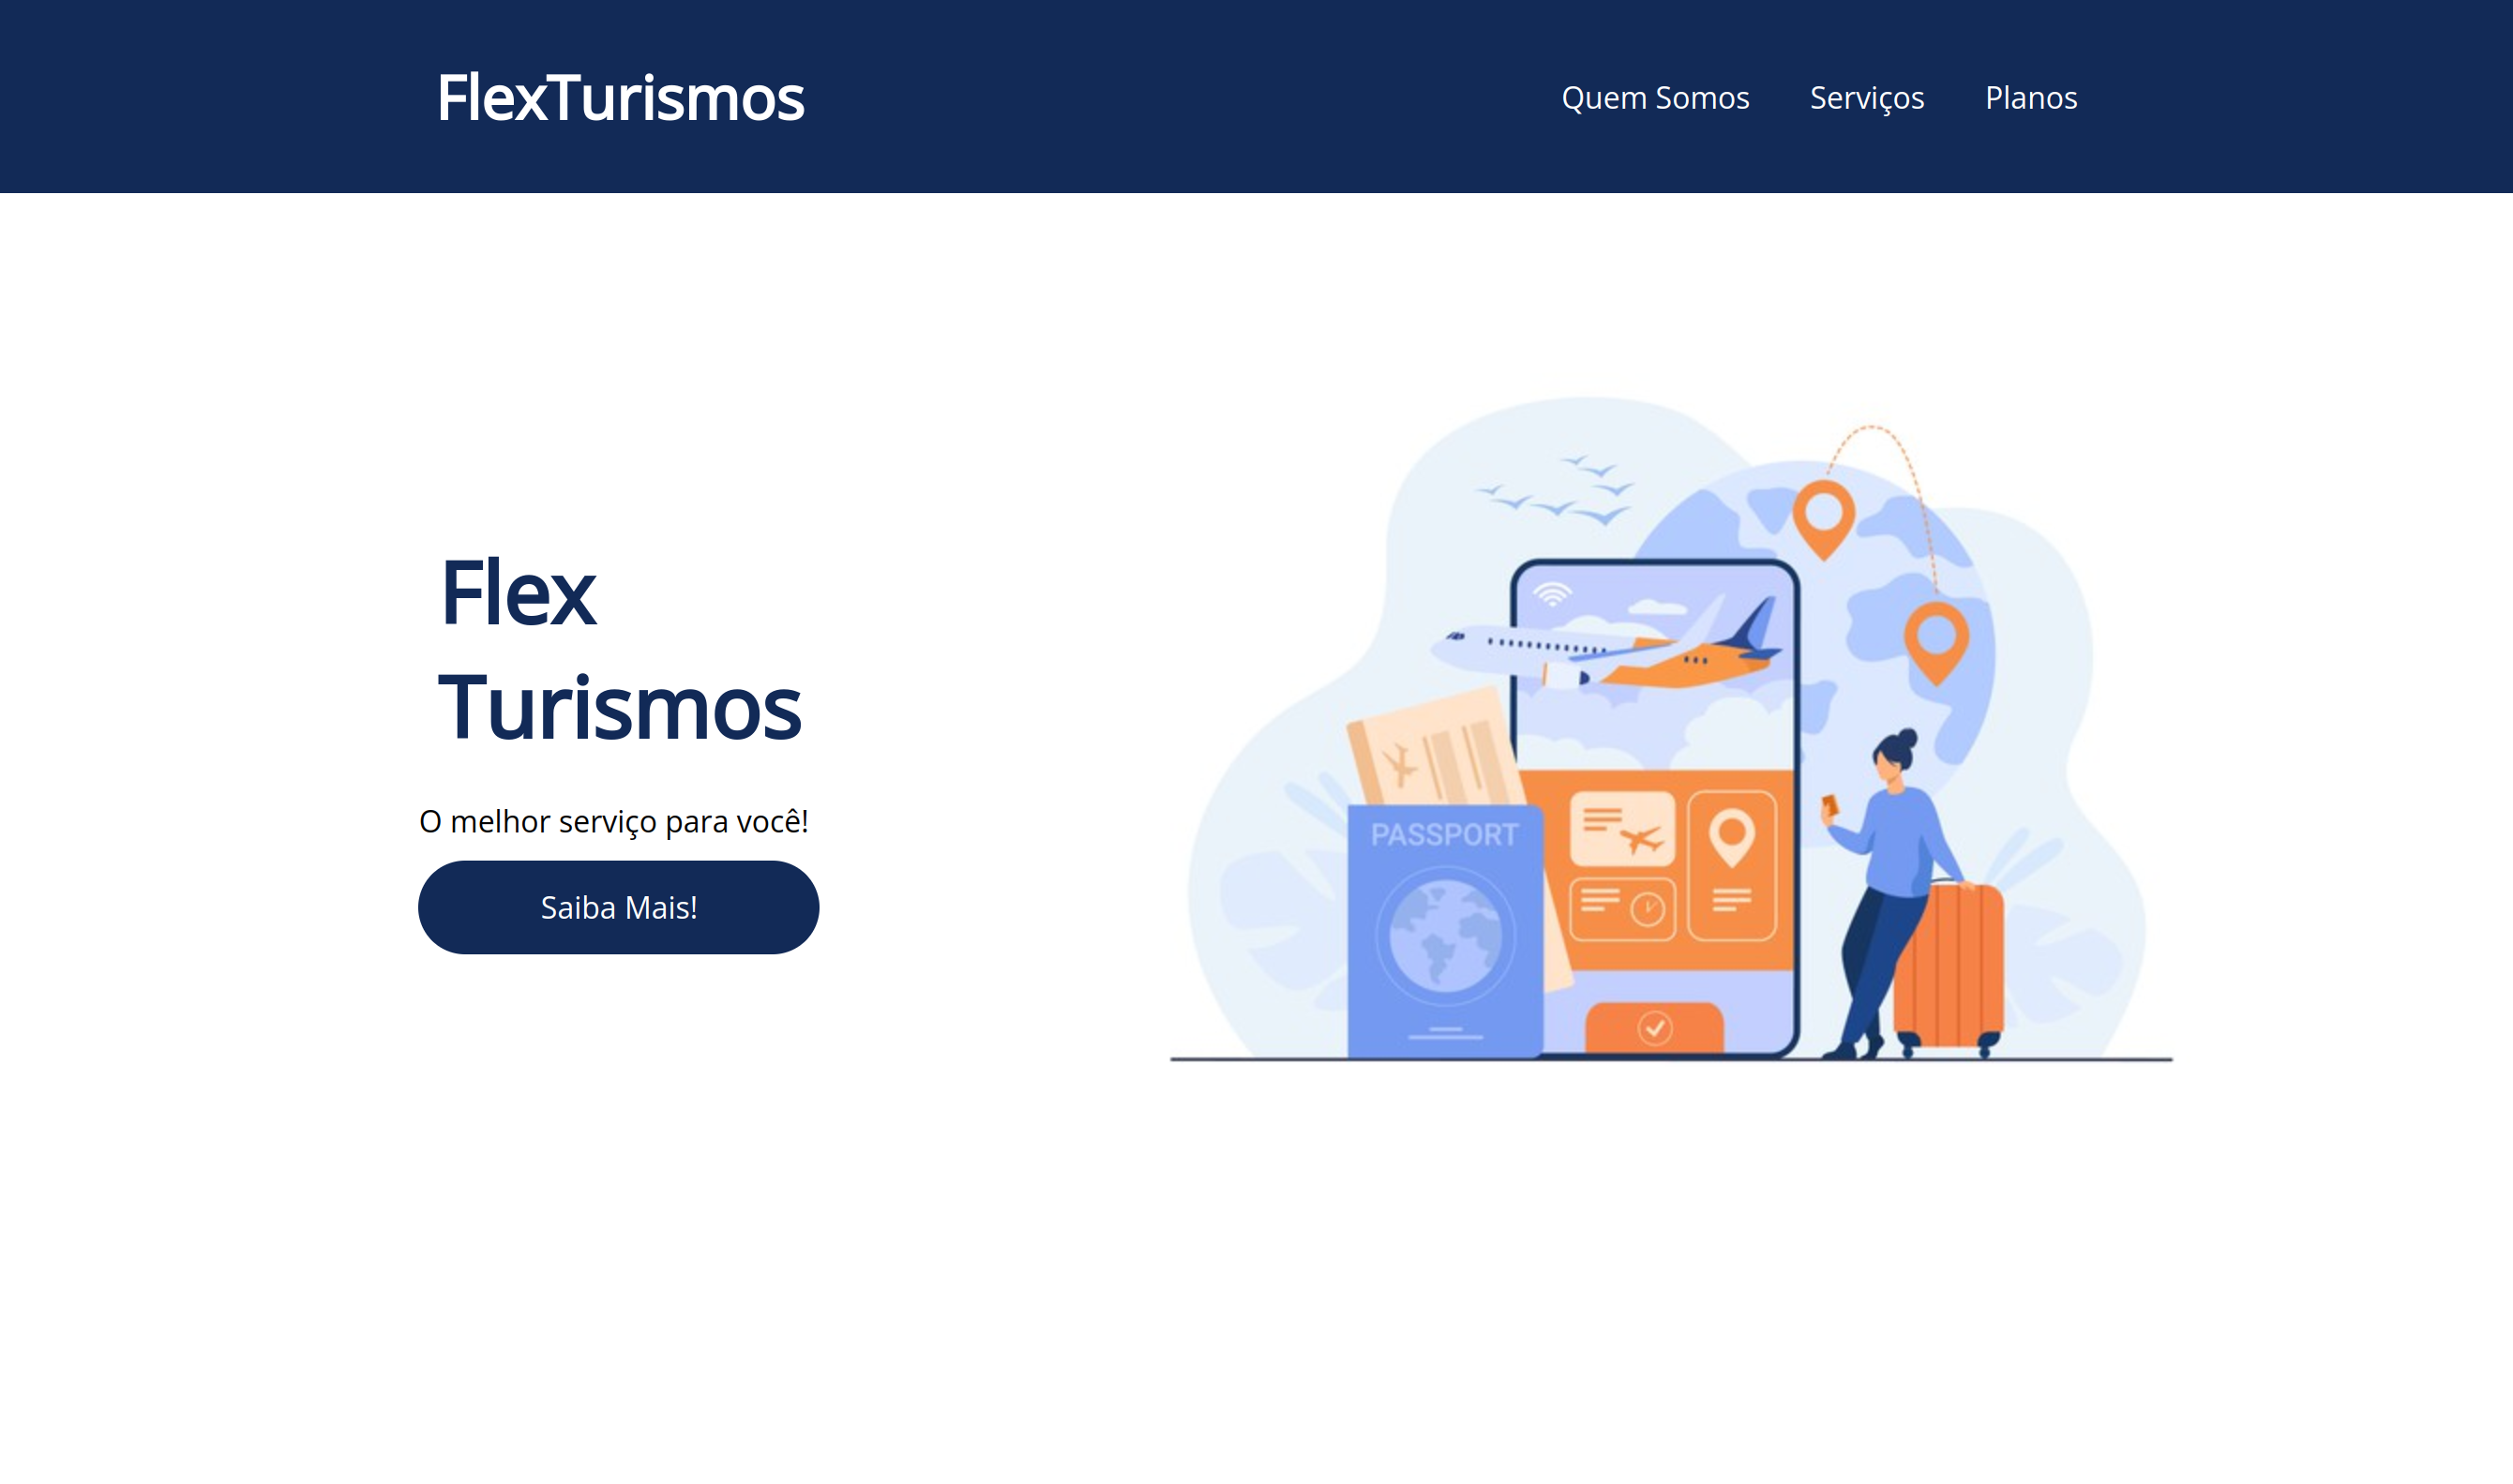 FlexTurismos
Quem Somos Serviços Planos
Flex
Turismos
O melhor serviço para você!
Saiba Mais!
PASSPORT